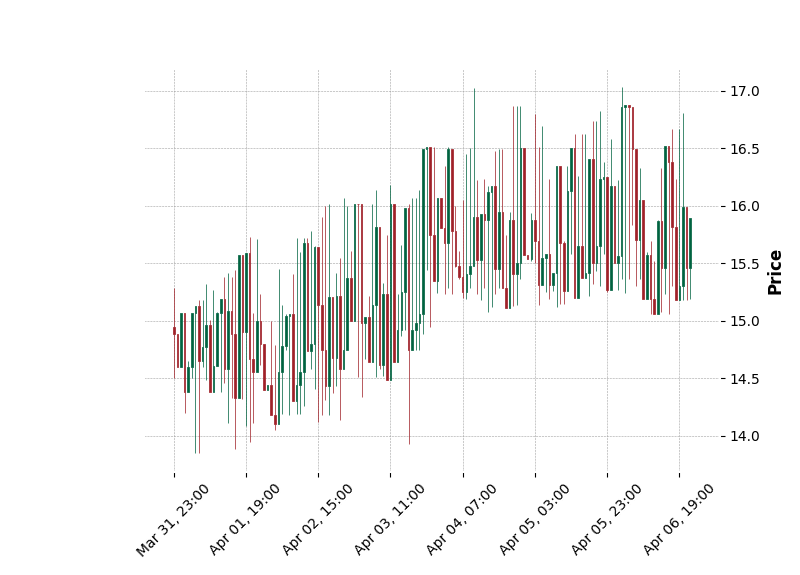 17.0
16.5
16.0
15.5
15.0
14.5
14.0
Price
Mar 31, 23:00
Apr 01, 19:00
Apr 02, 15:00
Apr 03, 11:00
Apr 04, 07:00
Apr 05, 03:00
Apr 05, 23:00
Apr 06, 19:00